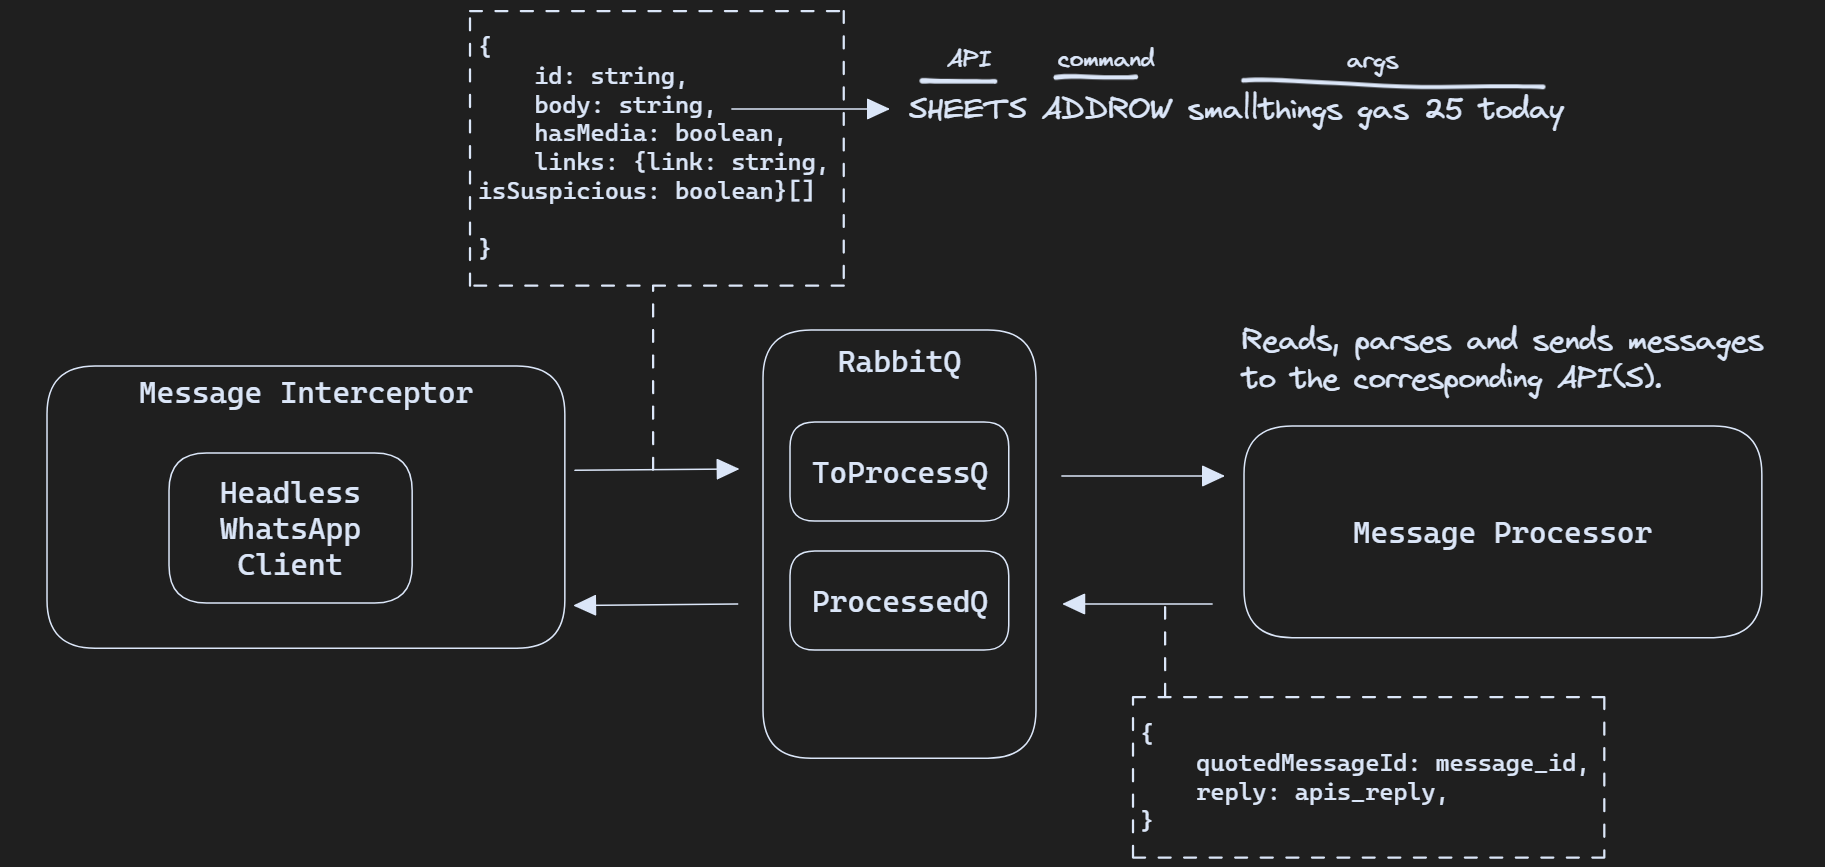 {
id: string,
body: string,
hasMedia: boolean,
links: {link: string,
isSuspicious: boolean}[]
}
API command args
SHEETS ADDROW smallthings gas 25 today
Message Interceptor
Headless
WhatsApp
Client
RabbitQ
ToProcessQ
ProcessedQ
Reads, parses and sends messages
to the corresponding API(S).
Message Processor
{
quotedMessageId: message_id,
reply: apis_reply,
}